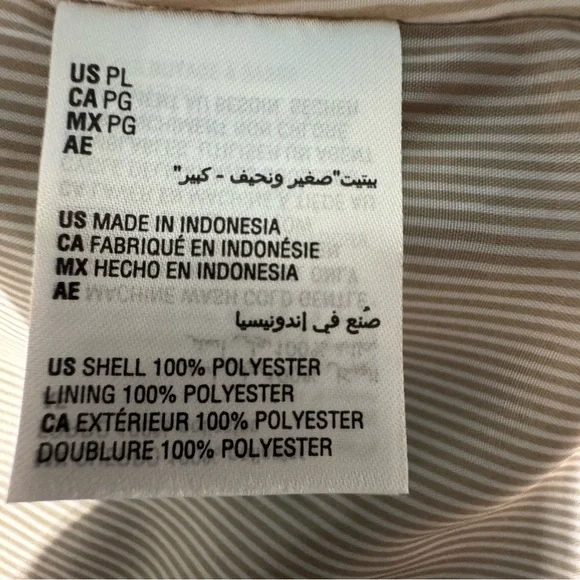 US PL
CA PG
MX PG
AE
بيتيت"صغير ونحيف - كبير"
US MADE IN INDONESIA
CA FABRIQUÉ EN INDONÉSIE
MX HECHO EN INDONESIA
AE
صُنع في إندونيسيا
US SHELL 100% POLYESTER
LINING 100% POLYESTER
CA EXTÉRIEUR 100% POLYESTER
DOUBLURE 100% POLYESTER